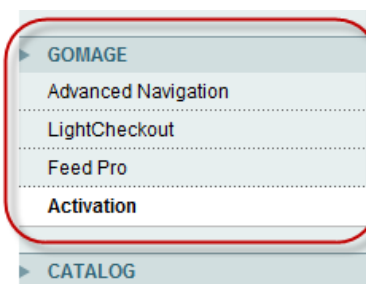 GOMAGE
Advanced Navigation
LightCheckout
Feed Pro
Activation
CATALOG